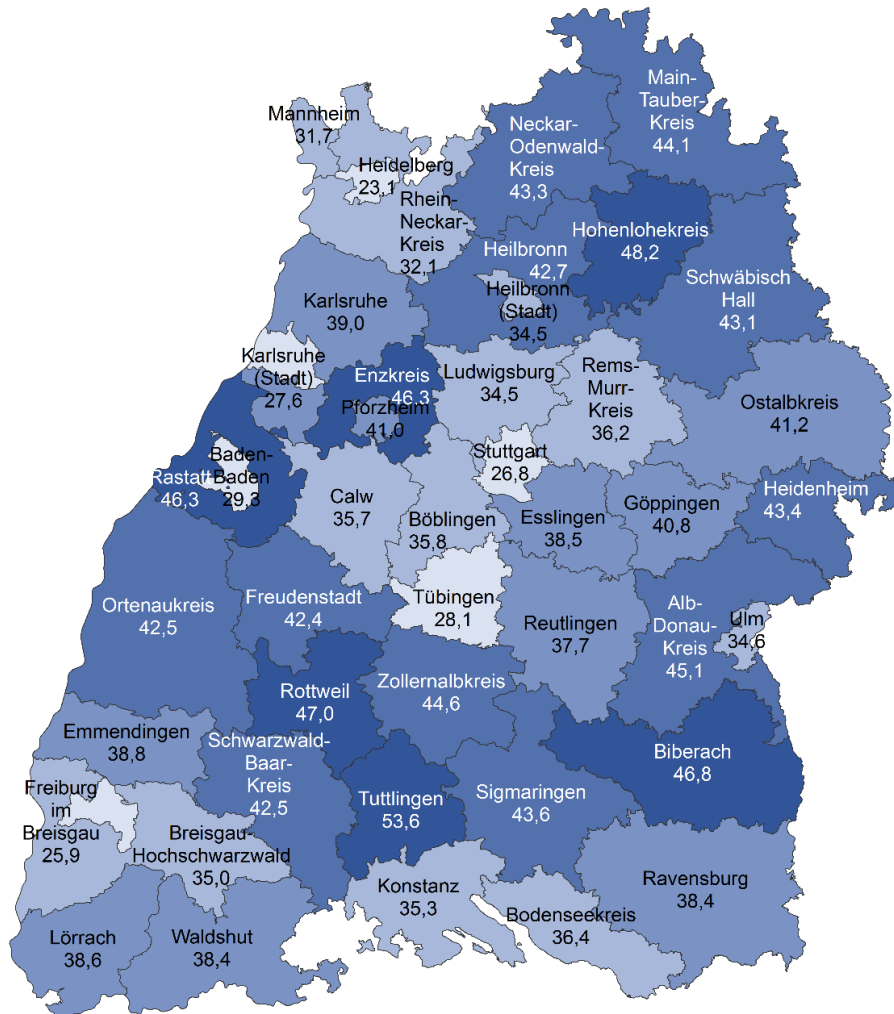 Main-
Tauber-
Kreis
44,1
Mannheim
31,7
Neckar-
Odenwald-
Kreis
43,3
Heidelberg
23,1
Rhein-
Neckar-
Kreis
32,1
Hohenlohekreis
48,2
Heilbronn
42,7
Schwäbisch
Hall
43,1
Heilbronn
(Stadt)
34,5
Karlsruhe
39,0
Karlsruhe
(Stadt)
27,6
Enzkreis
46,3
Pforzheim
41,0
Ludwigsburg
34,5
Rems-
Murr-
Kreis
36,2
Ostalbkreis
41,2
Stuttgart
26,8
Baden-
Baden
29,3
Rastatt
46,3
Calw
35,7
Böblingen
35,8
Esslingen
38,5
Göppingen
40,8
Heidenheim
43,4
Ortenaukreis
42,5
Freudenstadt
42,4
Tübingen
28,1
Reutlingen
37,7
Alb-
Donau-
Kreis
45,1
Ulm
34,6
Rottweil
47,0
Zollernalbkreis
44,6
Emmendingen
38,8
Schwarzwald-
Baar-
Kreis
42,5
Biberach
46,8
Freiburg
im
Breisgau
25,9
Breisgau-
Hochschwarzwald
35,0
Tuttlingen
53,6
Sigmaringen
43,6
Konstanz
35,3
Bodenseekreis
36,4
Ravensburg
38,4
Lörrach
38,6
Waldshut
38,4